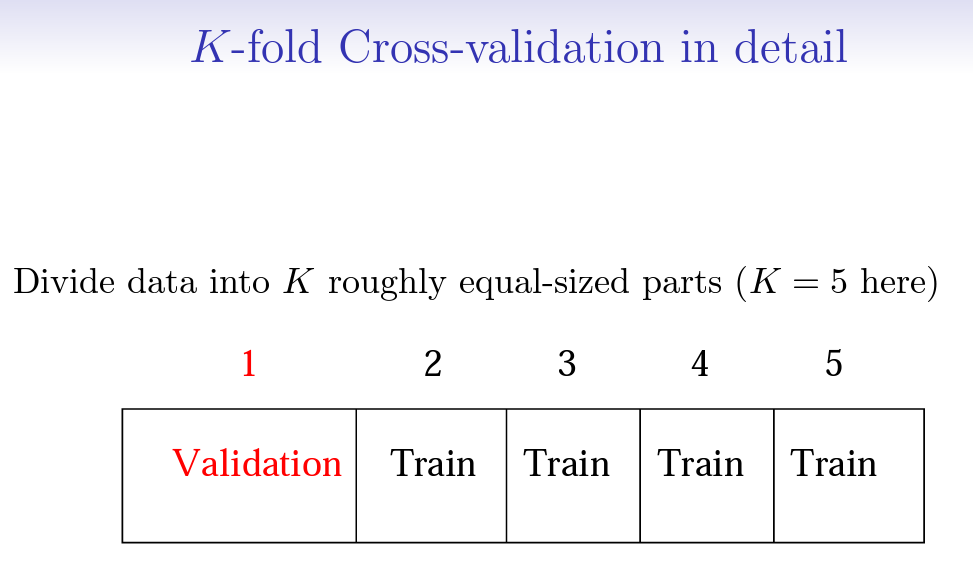 K-fold Cross-validation in detail
Divide data into K roughly equal-sized parts (K = 5 here)
1 2 3 4 5
Validation Train Train Train Train